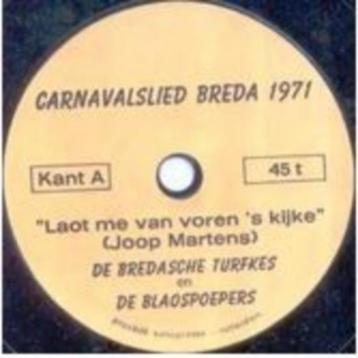 CARNAVALSLIED BREDA 1971
Kant A
45 t
"Laot me van voren 's kijke"
(Joop Martens)
DE BREDASCHE TURFKES
en
DE BLAOSPOEPERS